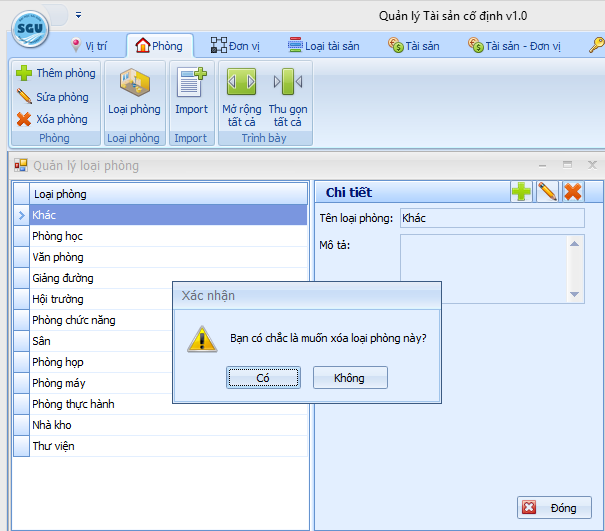 Quản lý Tài sản cố định v1.0
SGU
Vị trí
Phòng
Đơn vị
Loại tài sản
Tài sản
Tài sản - Đơn vị
Thêm phòng
Sửa phòng
Xóa phòng
Phòng
Loại phòng
Loại phòng
Import
Import
Mở rộng
tất cả
Thu gọn
tất cả
Trình bày
Quản lý loại phòng
Loại phòng
Khác
Phòng học
Văn phòng
Giảng đường
Hội trường
Phòng chức năng
Sân
Phòng họp
Phòng máy
Phòng thực hành
Nhà kho
Thư viện
Chi tiết
Tên loại phòng: Khác
Mô tả:
Xác nhận
Bạn có chắc là muốn xóa loại phòng này?
Có
Không
Đóng